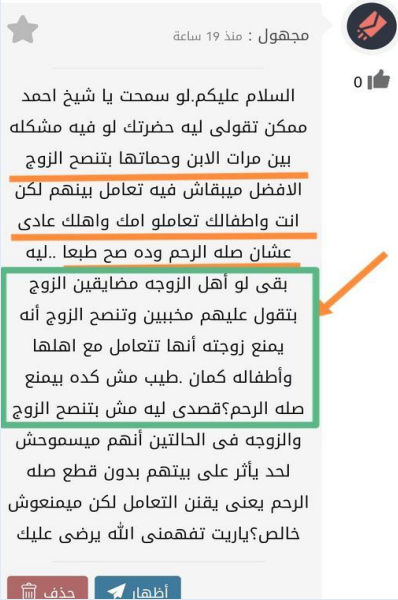 مجهول : منذ 19 ساعة
0
السلام عليكم.لو سمحت يا شيخ احمد
ممكن تقولى ليه حضرتك لو فيه مشكله
بين مرات الابن وحماتها بتنصح الزوج
الافضل ميبقاش فيه تعامل بينهم لكن
انت واطفالك تعاملو امك واهلك عادى
عشان صله الرحم وده صح طبعا ..ليه
بقى لو أهل الزوجه مضايقين الزوج
بتقول عليهم مخببين وتنصح الزوج أنه
يمنع زوجته أنها تتعامل مع اهلها
وأطفاله كمان .طيب مش كده بيمنع
صله الرحم؟قصدى ليه مش بتنصح الزوج
والزوجه فى الحالتين أنهم ميسموحش
لحد يأثر على بيتهم بدون قطع صله
الرحم يعنى يقنن التعامل لكن ميمنعوش
خالص؟ياريت تفهمنى الله يرضى عليك
أظهار
حذف